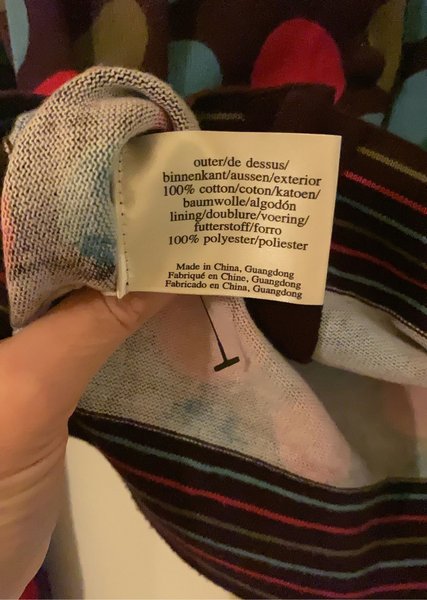 outer/de dessus/
binnenkant/aussen/exterior
100% cotton/coton/katoen/
baumwolle/algodón
lining/doublure/voering/
futterstoff/forro
100% polyester/poliester
Made in China, Guangdong
Fabriqué en Chine, Guangdong
Fabricado en China, Guangdong